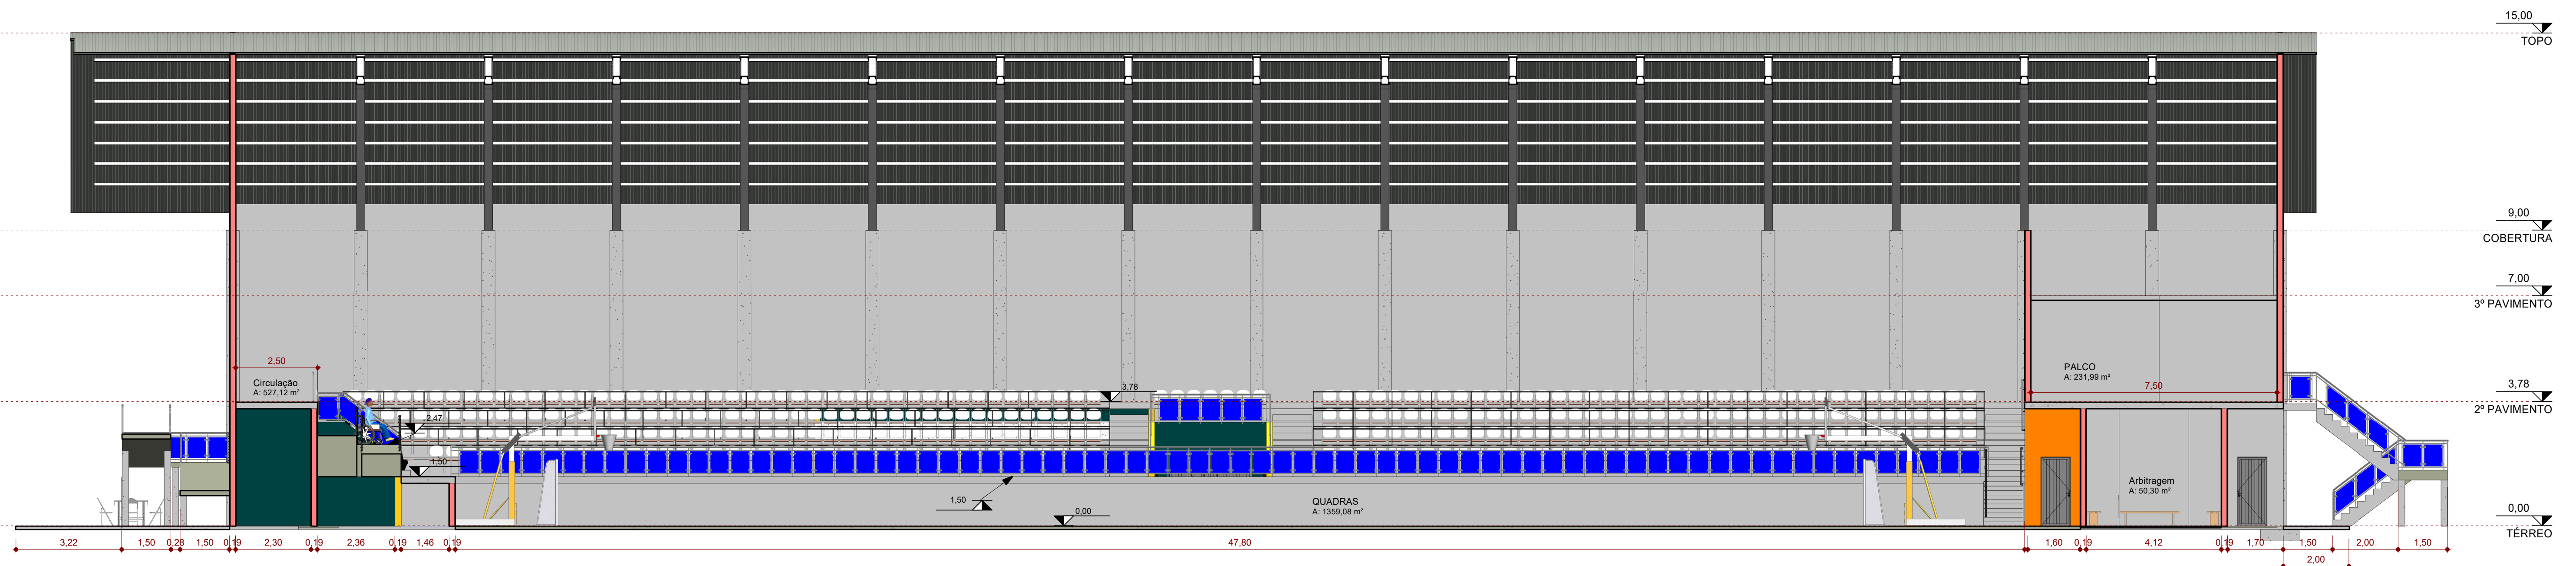 15,00
TOPO
9,00
COBERTURA
7,00
3º PAVIMENTO
2,50
Circulação
A: 527,12 m²
PALCO
A: 231,99 m²
7,50
3,78
3,78
2º PAVIMENTO
2,47
1,50
1,50
QUADRAS
A: 1359,08 m²
Arbitragem
A: 50,30 m²
0,00
0,00
TÉRREO
3,22
1,50
0,28
1,50
0,19
2,30
0,19
2,36
0,19
1,46
0,19
47,80
1,60
0,19
4,12
0,19
1,70
1,50
2,00
1,50
2,00